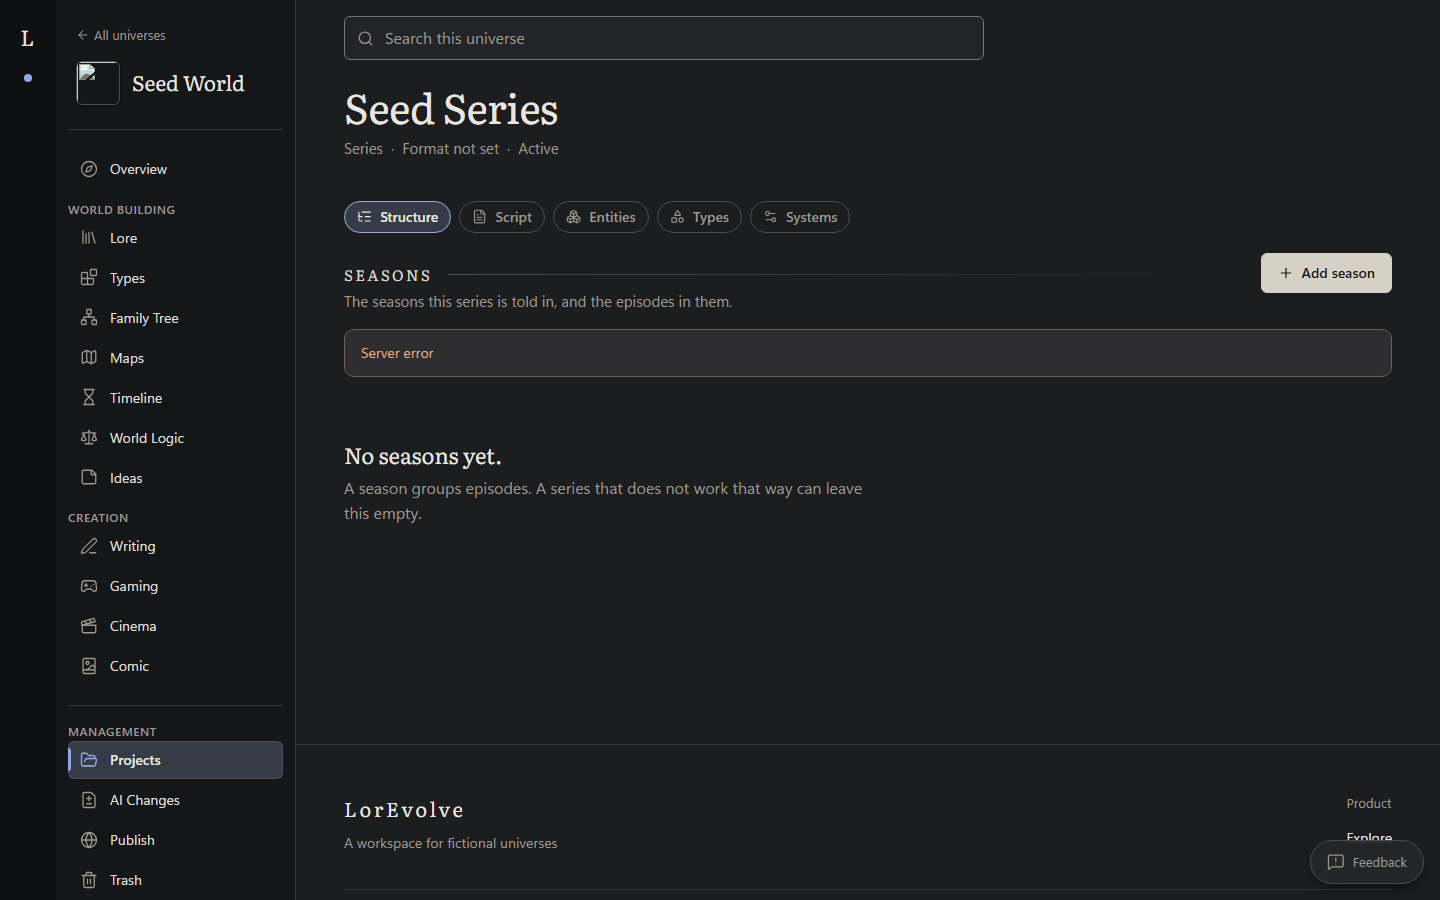 L
All universes
Seed World
Overview
WORLD BUILDING
Lore
Types
Family Tree
Maps
Timeline
World Logic
Ideas
CREATION
Writing
Gaming
Cinema
Comic
MANAGEMENT
Projects
AI Changes
Publish
Trash
Search this universe
Seed Series
Series · Format not set · Active
Structure Script Entities Types Systems
SEASONS
Add season
The seasons this series is told in, and the episodes in them.
Server error
No seasons yet.
A season groups episodes. A series that does not work that way can leave
this empty.
LorEvolve
A workspace for fictional universes
Product
Explore
Feedback